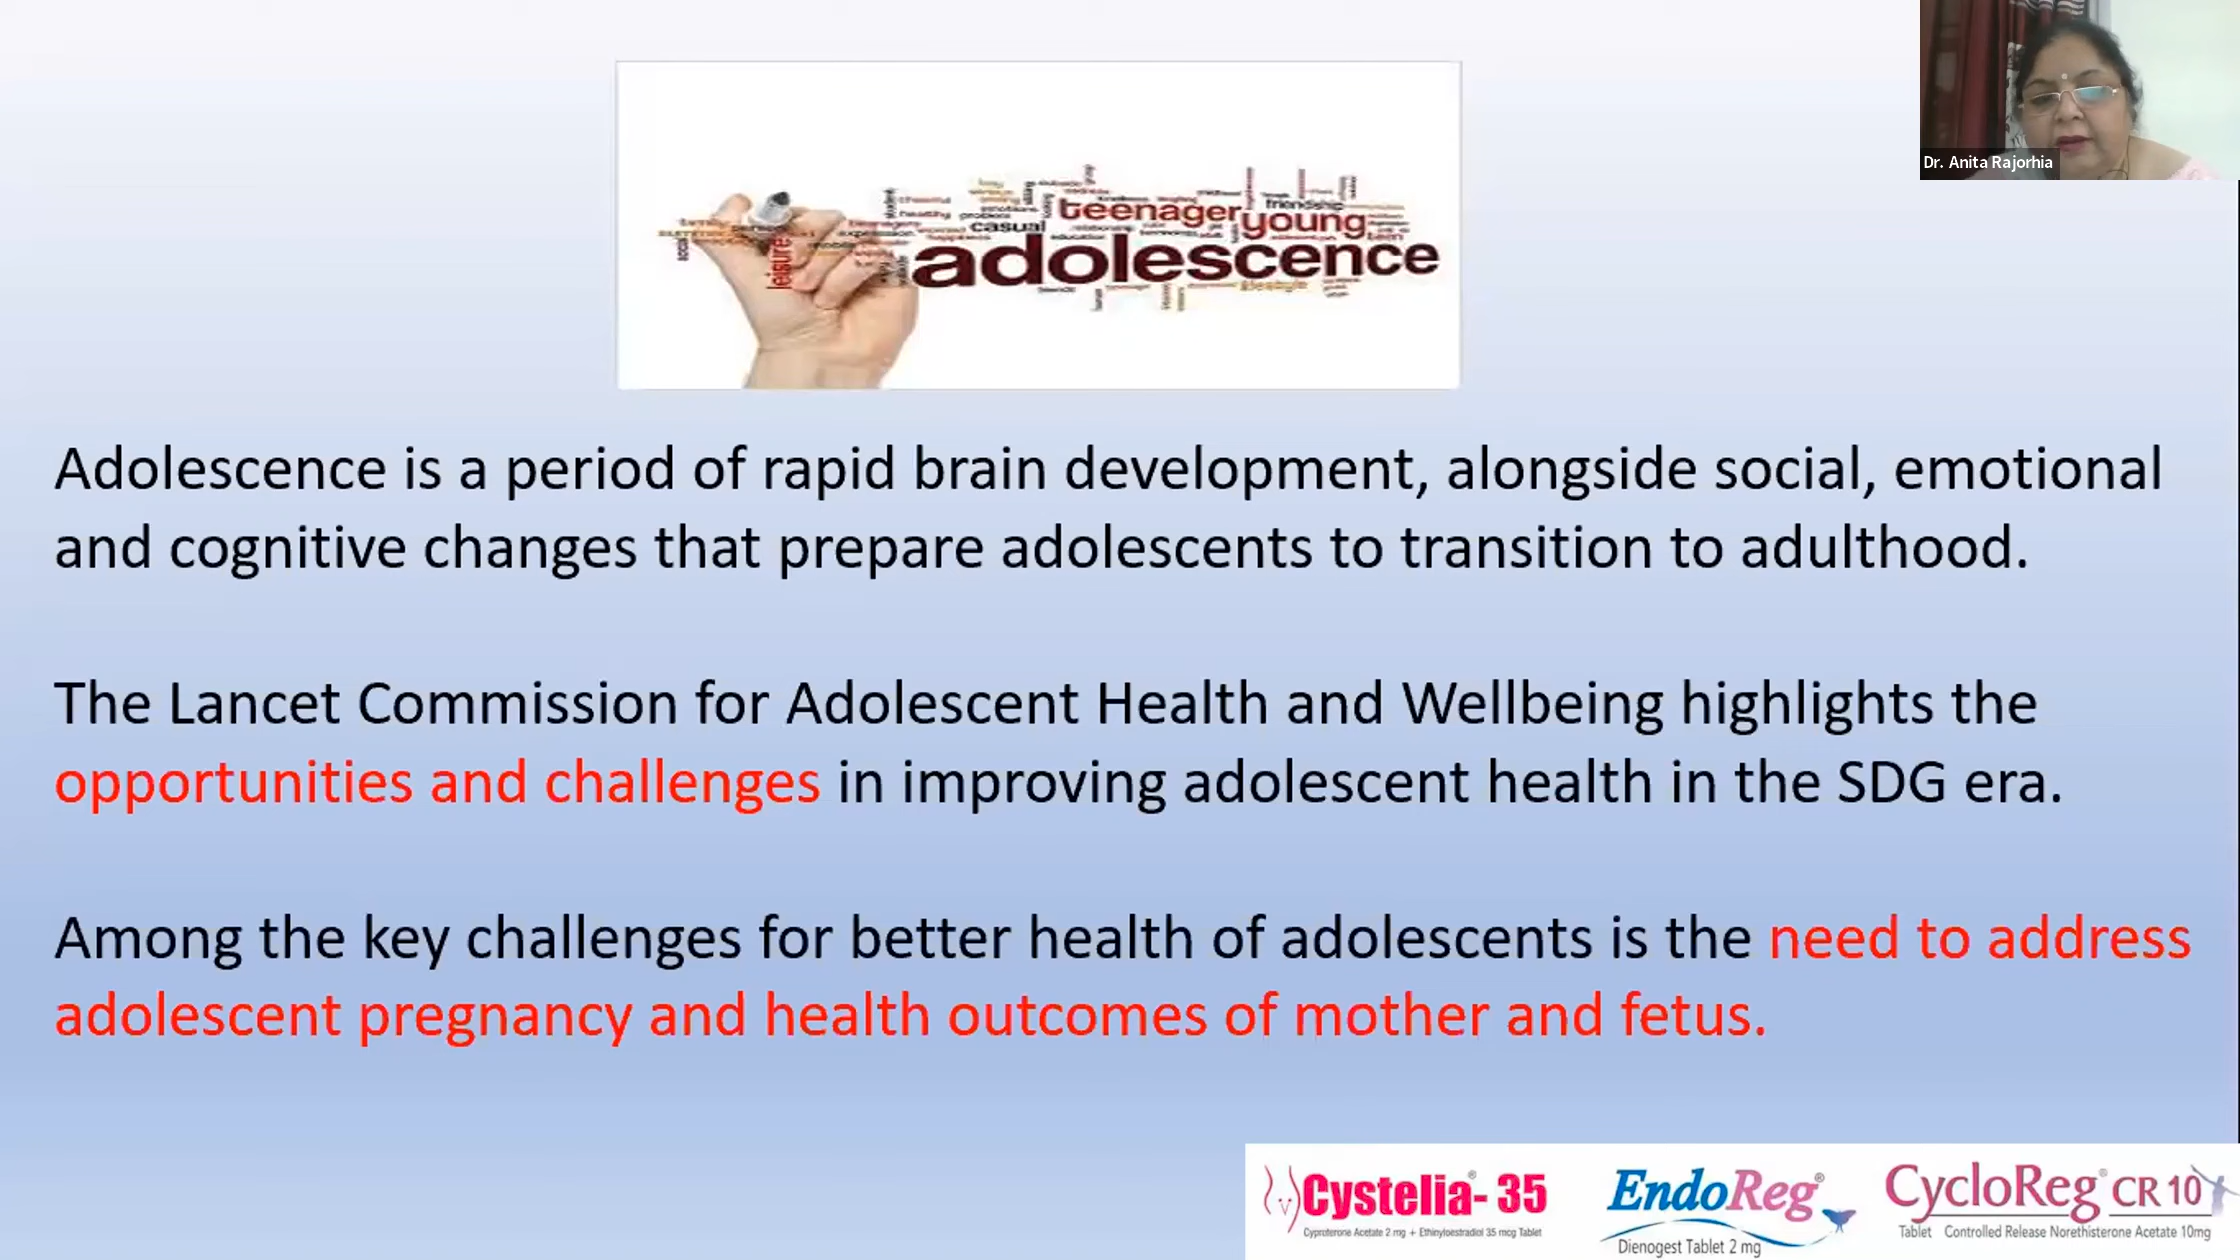 Dr. Anita Rajorhia
teenager
young
friendship
casual
adolescence
leisure
lifestyle
Adolescence is a period of rapid brain development, alongside social, emotional
and cognitive changes that prepare adolescents to transition to adulthood.
The Lancet Commission for Adolescent Health and Wellbeing highlights the
opportunities and challenges in improving adolescent health in the SDG era.
Among the key challenges for better health of adolescents is the need to address
adolescent pregnancy and health outcomes of mother and fetus.
Cystelia®- 35
Cyproterone Acetate 2 mg + Ethinyloestradiol 35 mcg Tablet
EndoReg®
Dienogest Tablet 2 mg
CycloReg® CR 10
Tablet Controlled Release Norethisterone Acetate 10mg